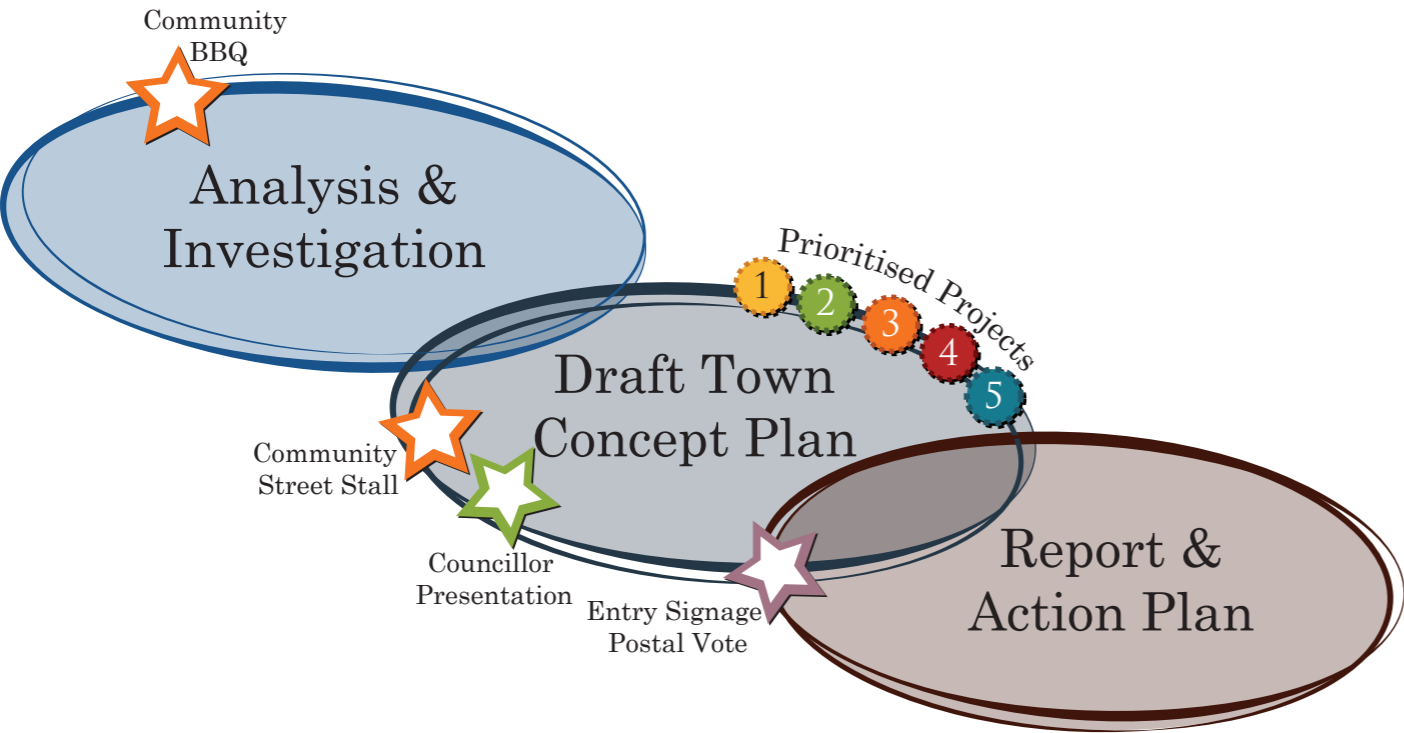 Community
BBQ
Analysis &
Investigation
Prioritised Projects
1
2
3
4
5
Draft Town
Concept Plan
Community
Street Stall
Councillor
Presentation
Entry Signage
Postal Vote
Report &
Action Plan